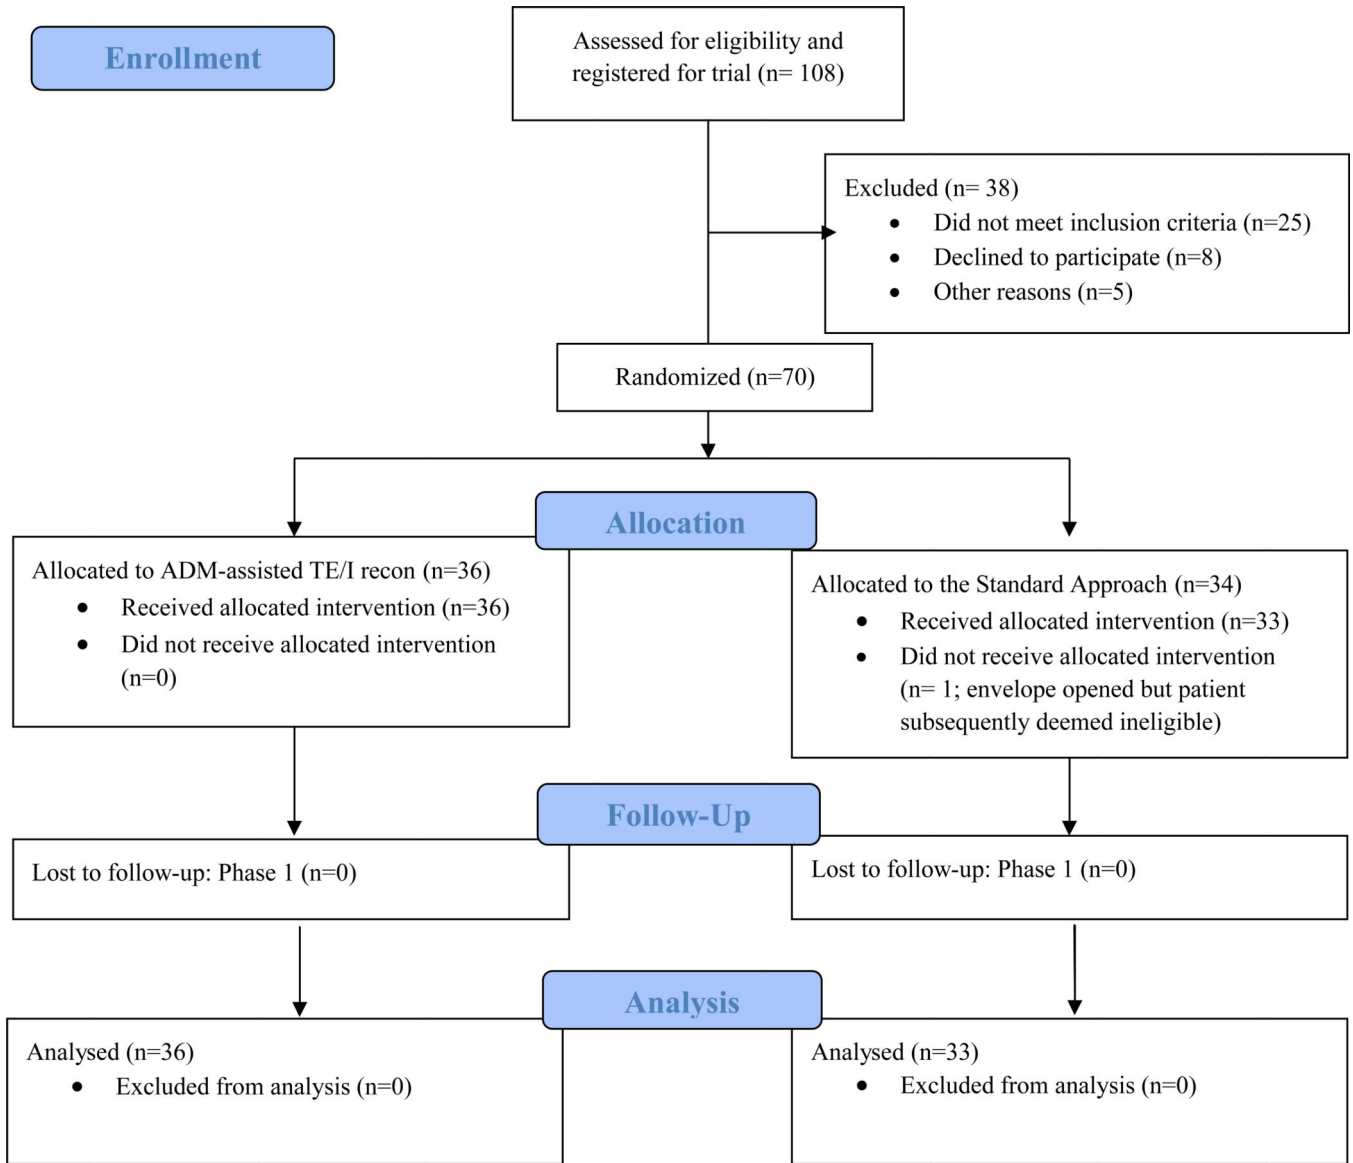 Enrollment
Assessed for eligibility and
registered for trial (n= 108)
Excluded (n= 38)
• Did not meet inclusion criteria (n=25)
• Declined to participate (n=8)
• Other reasons (n=5)
Randomized (n=70)
Allocation
Allocated to ADM-assisted TE/I recon (n=36)
• Received allocated intervention (n=36)
• Did not receive allocated intervention
(n=0)
Allocated to the Standard Approach (n=34)
• Received allocated intervention (n=33)
• Did not receive allocated intervention
(n= 1; envelope opened but patient
subsequently deemed ineligible)
Follow-Up
Lost to follow-up: Phase 1 (n=0)
Lost to follow-up: Phase 1 (n=0)
Analysis
Analysed (n=36)
• Excluded from analysis (n=0)
Analysed (n=33)
• Excluded from analysis (n=0)